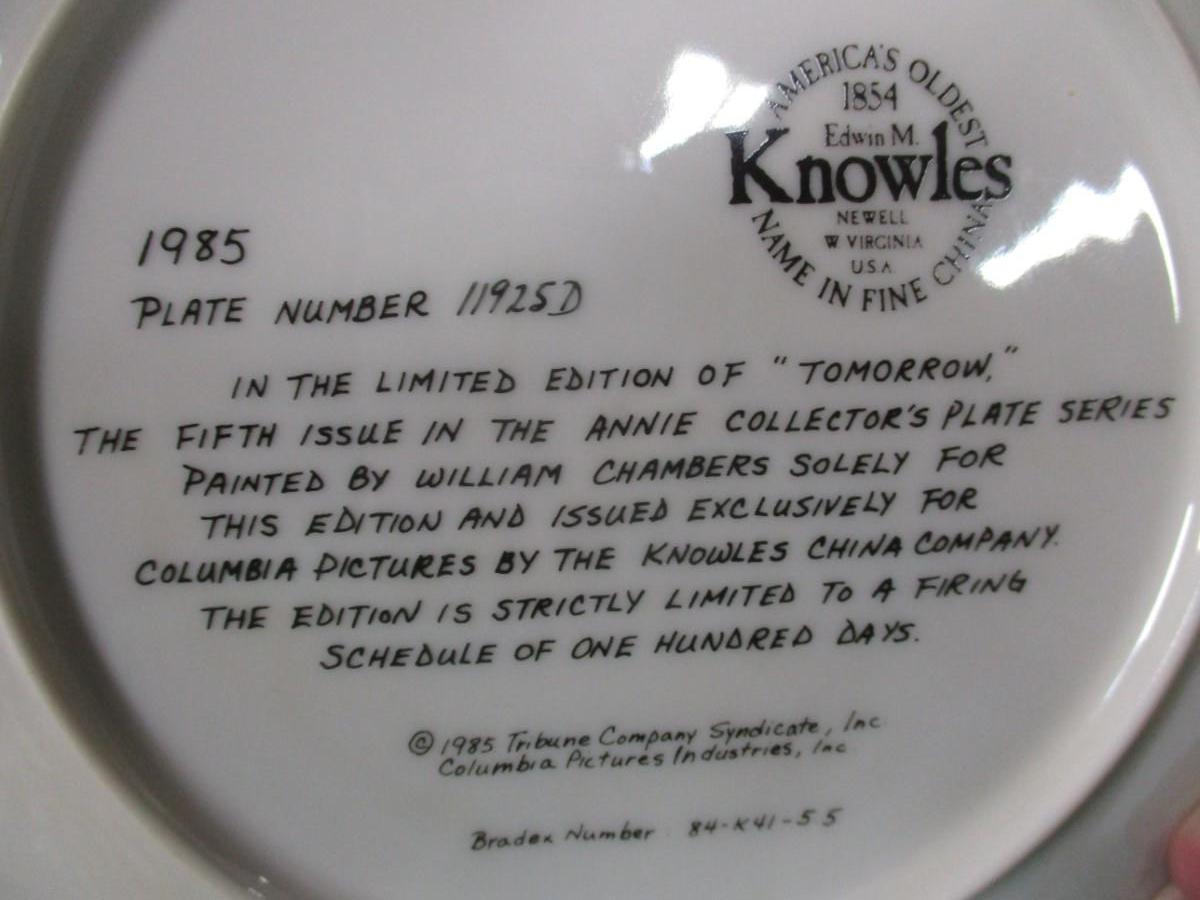 AMERICA'S OLDEST
1854
Edwin M.
Knowles
NEWELL
W VIRGINIA
U.S.A.
NAME IN FINE CHINA
1985
PLATE NUMBER 11925D
IN THE LIMITED EDITION OF "TOMORROW,"
THE FIFTH ISSUE IN THE ANNIE COLLECTOR'S PLATE SERIES
PAINTED BY WILLIAM CHAMBERS SOLELY FOR
THIS EDITION AND ISSUED EXCLUSIVELY FOR
COLUMBIA PICTURES BY THE KNOWLES CHINA COMPANY.
THE EDITION IS STRICTLY LIMITED TO A FIRING
SCHEDULE OF ONE HUNDRED DAYS.
© 1985 Tribune Company Syndicate, Inc
Columbia Pictures Industries, Inc
Bradex Number 84-K41-55